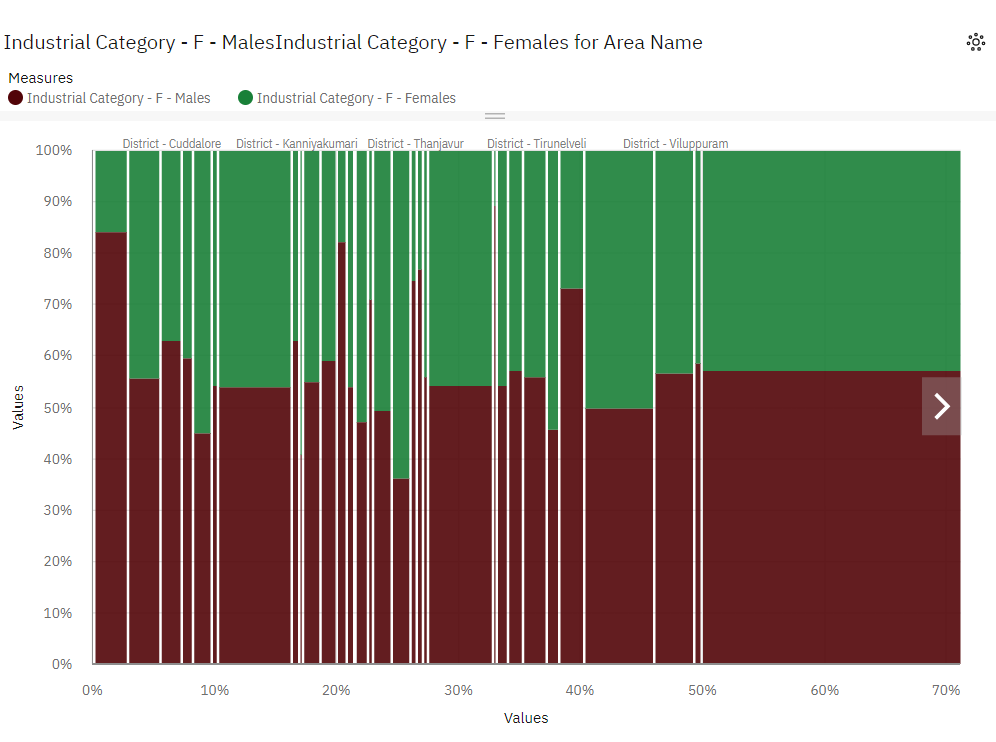 Industrial Category - F - MalesIndustrial Category - F - Females for Area Name
Measures
Industrial Category - F - Males Industrial Category - F - Females
District - Cuddalore District - Kanniyakumari District - Thanjavur District - Tirunelveli District - Viluppuram
100%
90%
80%
70%
60%
50%
40%
30%
20%
10%
0%
Values
0% 10% 20% 30% 40% 50% 60% 70%
Values